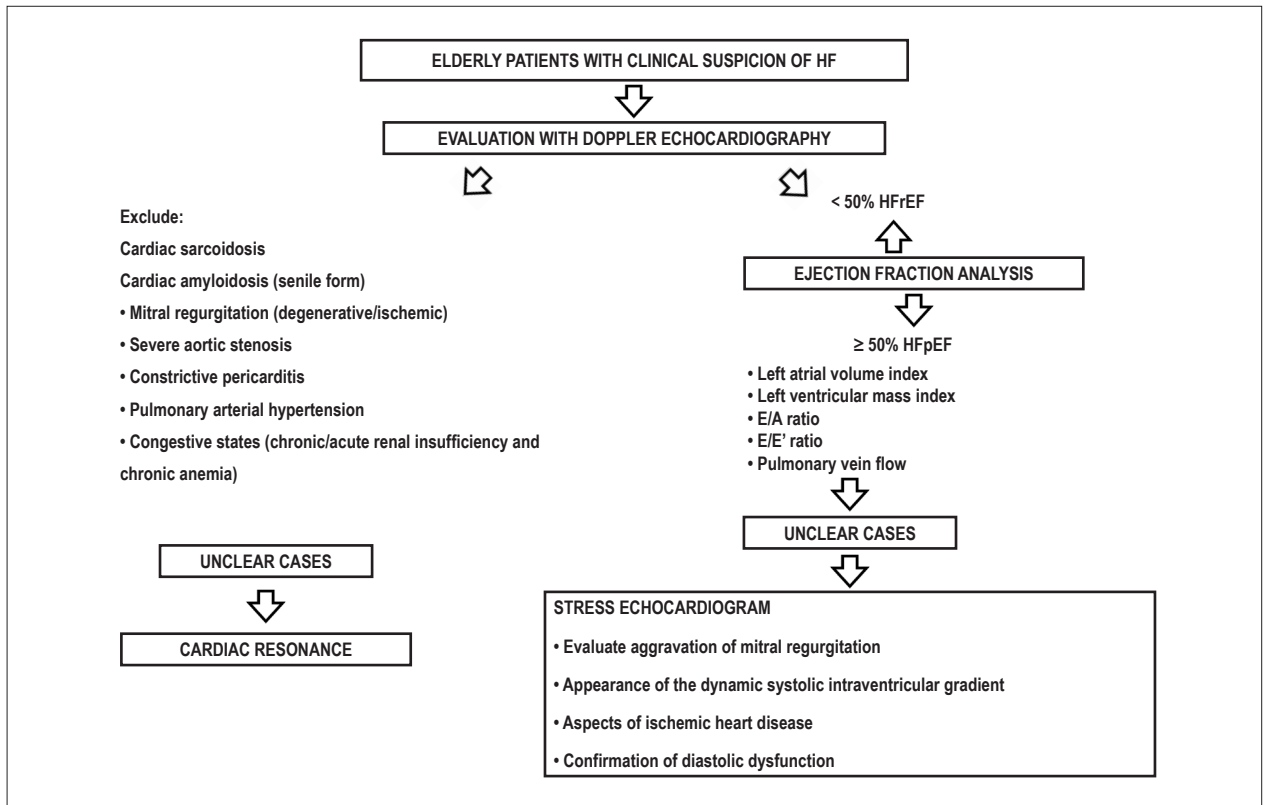 ELDERLY PATIENTS WITH CLINICAL SUSPICION OF HF
EVALUATION WITH DOPPLER ECHOCARDIOGRAPHY
Exclude:
Cardiac sarcoidosis
Cardiac amyloidosis (senile form)
• Mitral regurgitation (degenerative/ischemic)
• Severe aortic stenosis
• Constrictive pericarditis
• Pulmonary arterial hypertension
• Congestive states (chronic/acute renal insufficiency and
chronic anemia)
UNCLEAR CASES
CARDIAC RESONANCE
< 50% HFrEF
EJECTION FRACTION ANALYSIS
≥ 50% HFpEF
• Left atrial volume index
• Left ventricular mass index
• E/A ratio
• E/E’ ratio
• Pulmonary vein flow
UNCLEAR CASES
STRESS ECHOCARDIOGRAM
• Evaluate aggravation of mitral regurgitation
• Appearance of the dynamic systolic intraventricular gradient
• Aspects of ischemic heart disease
• Confirmation of diastolic dysfunction